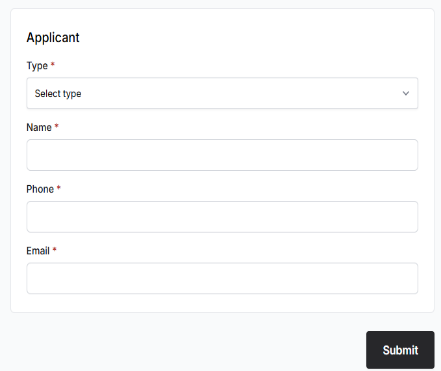 Applicant
Type *
Select type
Name *
Phone *
Email *
Submit